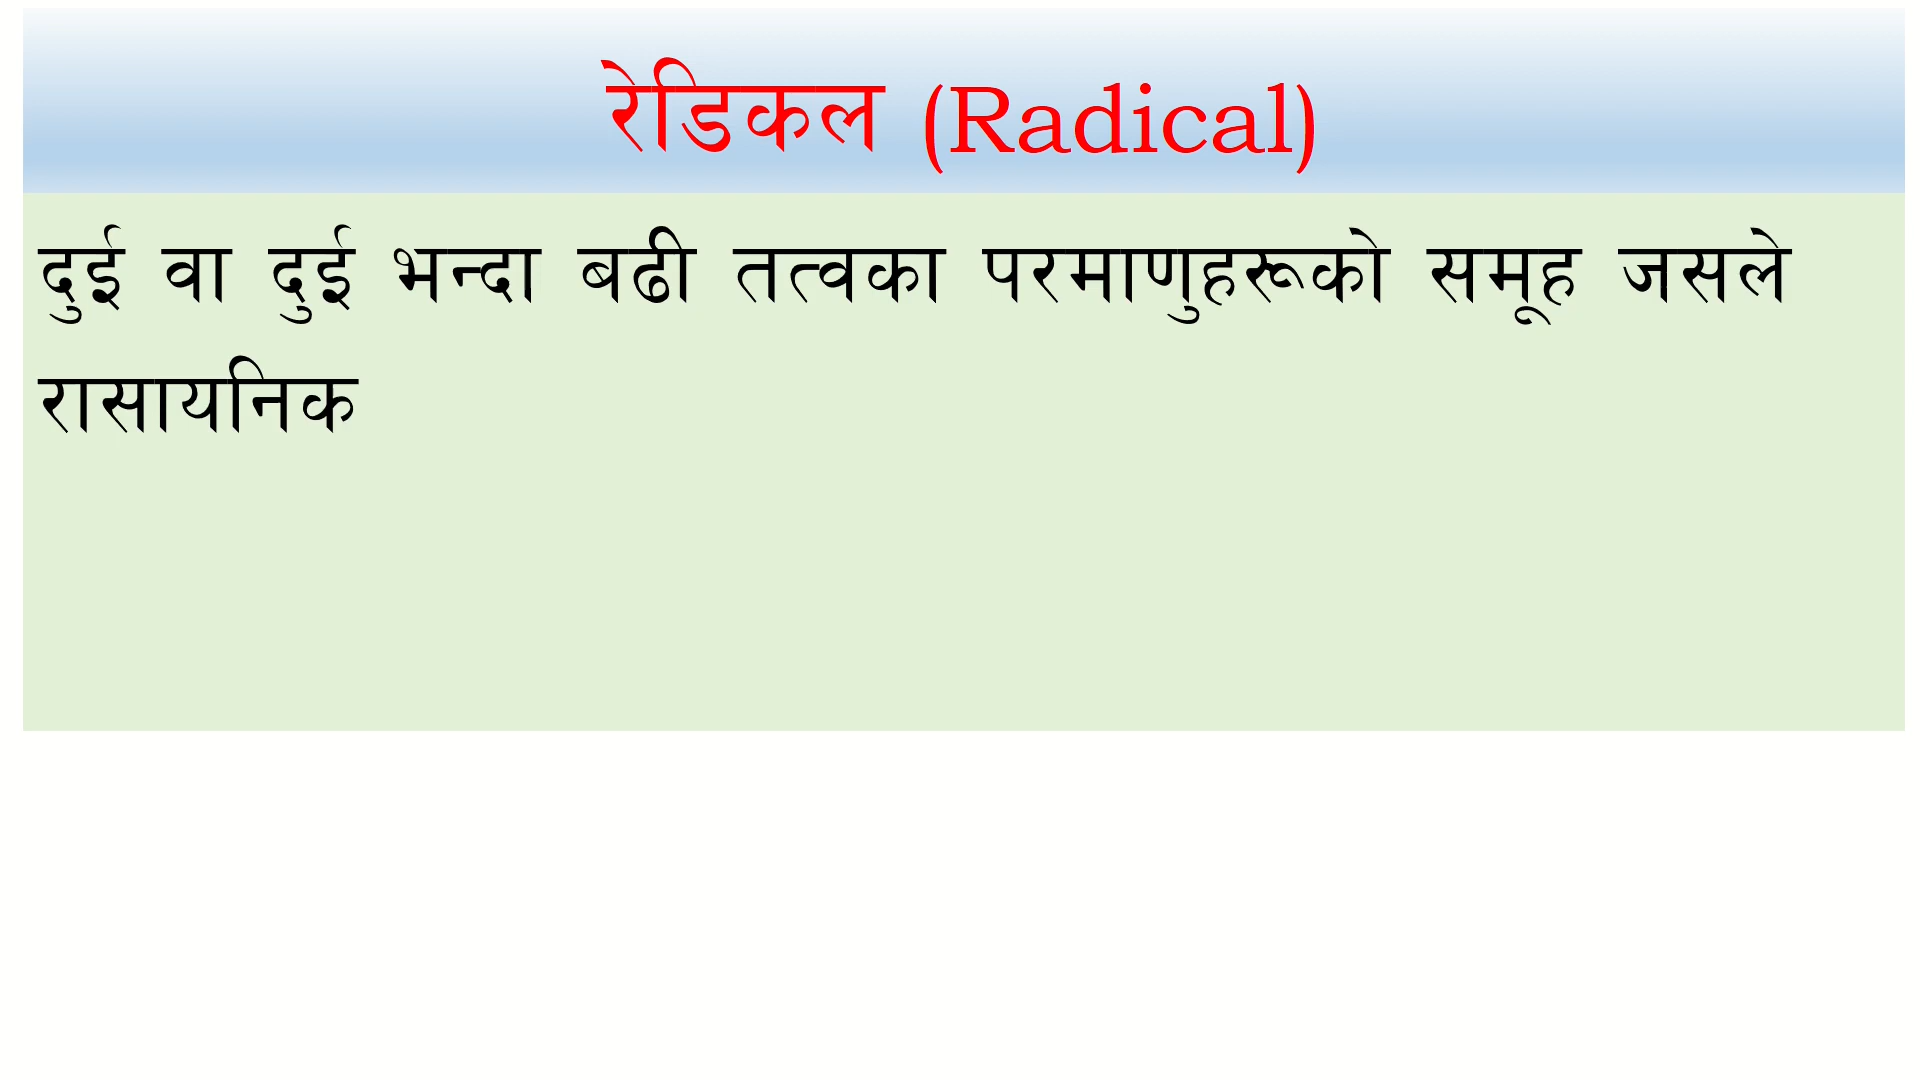 रेडिकल (Radical)
दुई वा दुई भन्दा बढी तत्वका परमाणुहरूको समूह जसले
रासायनिक